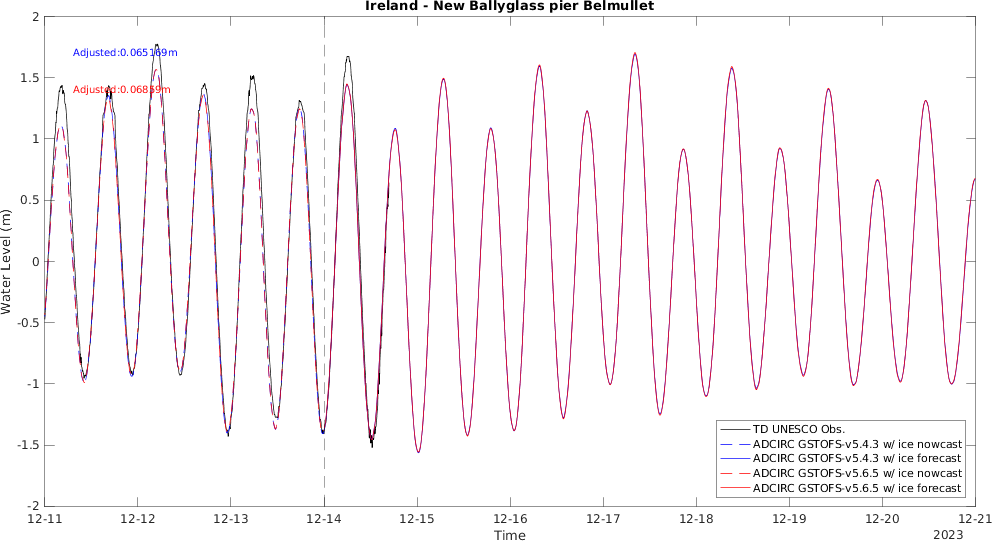 Ireland - New Ballyglass pier Belmullet
Adjusted:0.065169m
Adjusted:0.06859m
Water Level (m)
2
1.5
1
0.5
0
-0.5
-1
-1.5
-2
TD UNESCO Obs.
ADCIRC GSTOFS-v5.4.3 w/ ice nowcast
ADCIRC GSTOFS-v5.4.3 w/ ice forecast
ADCIRC GSTOFS-v5.6.5 w/ ice nowcast
ADCIRC GSTOFS-v5.6.5 w/ ice forecast
12-11 12-12 12-13 12-14 12-15 12-16 12-17 12-18 12-19 12-20 12-21
Time
2023